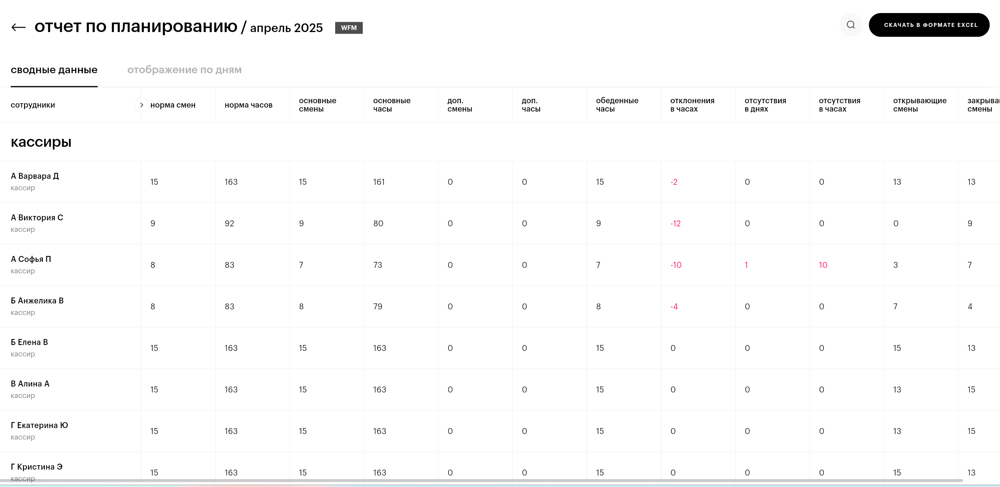 отчет по планированию / апрель 2025 WFM
СКАЧАТЬ В ФОРМАТЕ EXCEL
сводные данные отображение по дням
сотрудники норма смен норма часов основные смены основные часы доп. смены доп. часы обеденные часы отклонения в часах отсутствия в днях отсутствия в часах открывающие смены смены
кассиры
А Варвара Д
кассир
15 163 15 161 0 0 15 -2 0 0 13 13
А Виктория С
кассир
9 92 9 80 0 0 9 -12 0 0 0 9
А Софья П
кассир
8 83 7 73 0 0 7 -10 1 10 3 7
Б Анжелика В
кассир
8 83 8 79 0 0 8 -4 0 0 7 4
Б Елена В
кассир
15 163 15 163 0 0 15 0 0 0 15 13
В Алина А
кассир
15 163 15 163 0 0 15 0 0 0 13 15
Г Екатерина Ю
кассир
15 163 15 163 0 0 15 0 0 0 13 15
Г Кристина Э
кассир
15 163 15 163 0 0 15 0 0 0 15 13